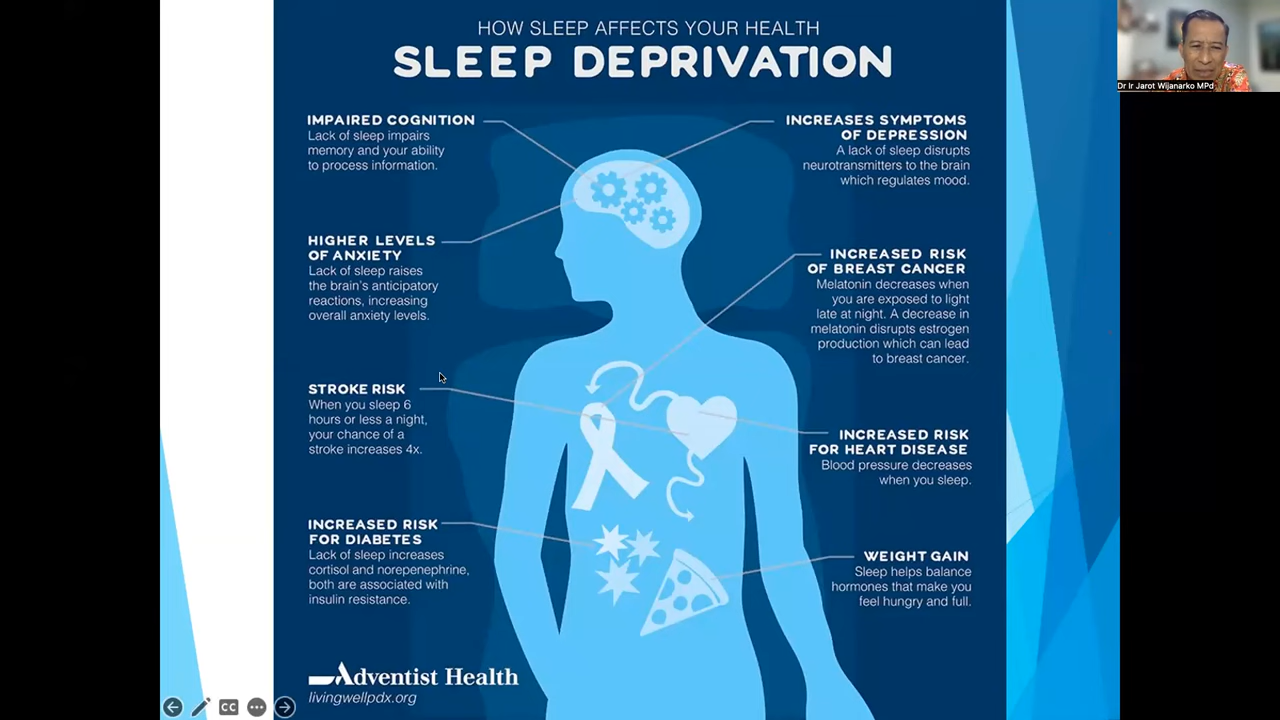 HOW SLEEP AFFECTS YOUR HEALTH
SLEEP DEPRIVATION
IMPAIRED COGNITION
Lack of sleep impairs
memory and your ability
to process information.
HIGHER LEVELS
OF ANXIETY
Lack of sleep raises
the brain's anticipatory
reactions, increasing
overall anxiety levels.
STROKE RISK
When you sleep 6
hours or less a night,
your chance of a
stroke increases 4x.
INCREASED RISK
FOR DIABETES
Lack of sleep increases
cortisol and norepenephrine,
both are associated with
insulin resistance.
INCREASES SYMPTOMS
OF DEPRESSION
A lack of sleep disrupts
neurotransmitters to the brain
which regulates mood.
INCREASED RISK
OF BREAST CANCER
Melatonin decreases when
you are exposed to light
late at night. A decrease in
melatonin disrupts estrogen
production which can lead
to breast cancer.
INCREASED RISK
FOR HEART DISEASE
Blood pressure decreases
when you sleep.
WEIGHT GAIN
Sleep helps balance
hormones that make you
feel hungry and full.
Adventist Health
livingwellpdx.org
CC
Dr Ir Jarot Wijanarko MPd